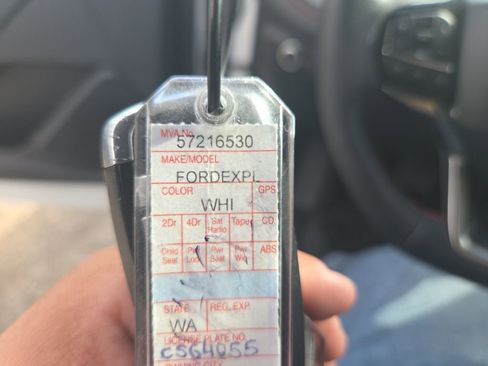 MVA No.
57216530
MAKE/MODEL
FORDEXPL
COLOR GPS
WHI
2Dr 4Dr Sat Radio Tape CD
Child Seat Pwr Lock Pwr Seat Pwr Win ABS
STATE REG. EXP.
WA
LICENSE PLATE NO
CSG4055